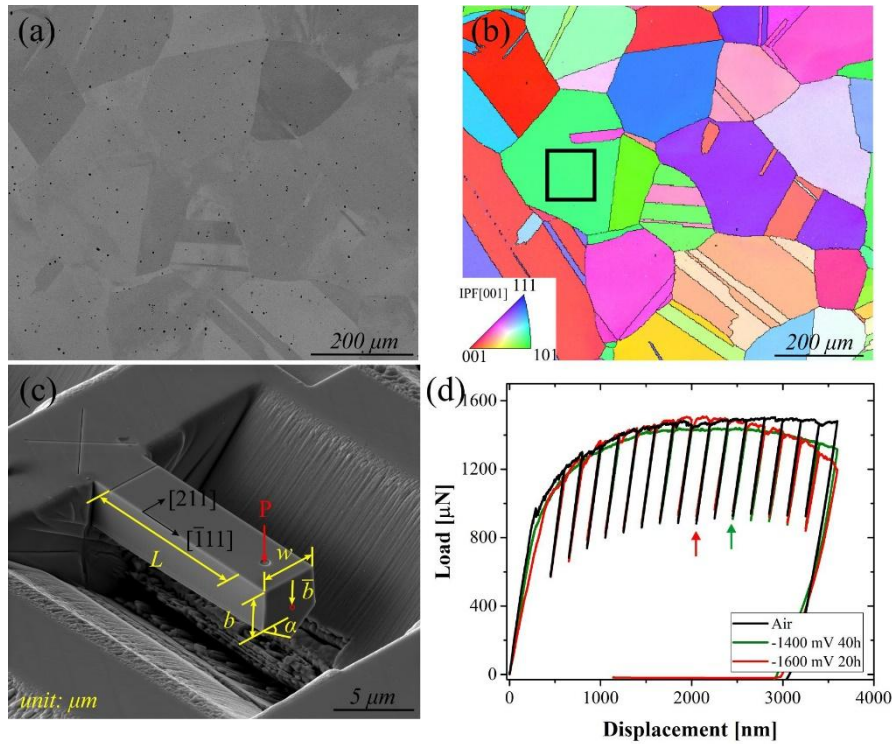 (a)
200 μm
(b)
IPF[001]
111
001
101
200 μm
(c)
[211]
[1̅11]
P
w
L
b̅
b
α
unit: μm
5 μm
(d)
1600
1200
800
400
0
Load [μN]
Air
-1400 mV 40h
-1600 mV 20h
0
1000
2000
3000
4000
Displacement [nm]